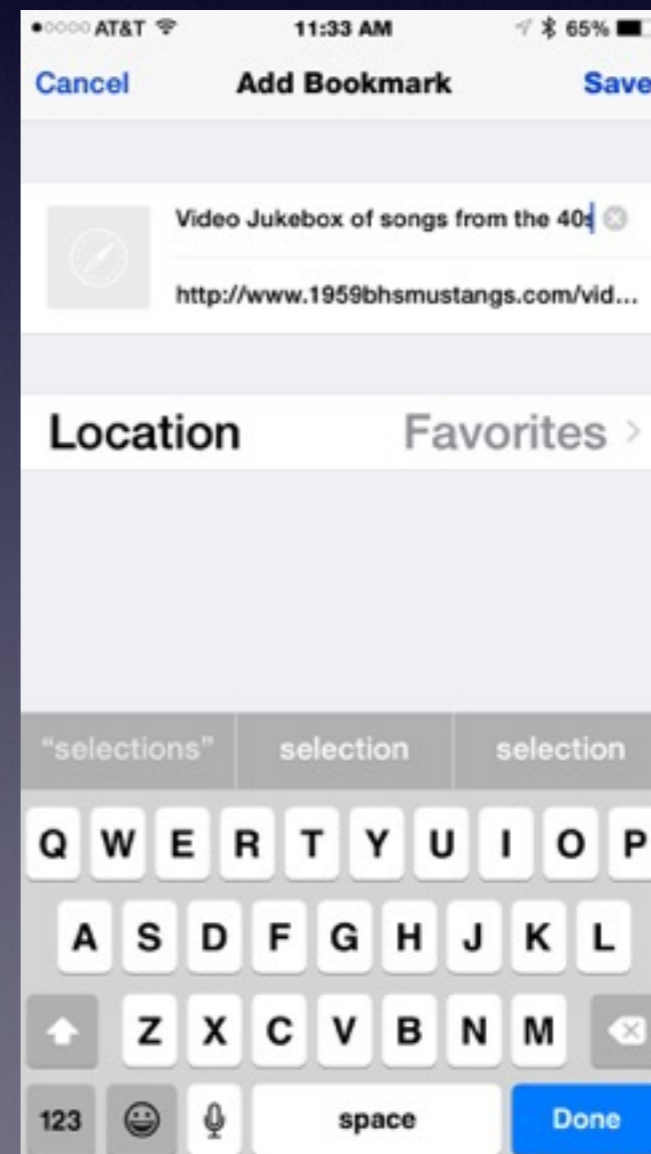 AT&T 11:33 AM 65%
Cancel Add Bookmark Save
Video Jukebox of songs from the 40s
http://www.1959bhsmustangs.com/vid...
Location Favorites >
“selections” selection selection
Q W E R T Y U I O P
A S D F G H J K L
Z X C V B N M
123 space Done